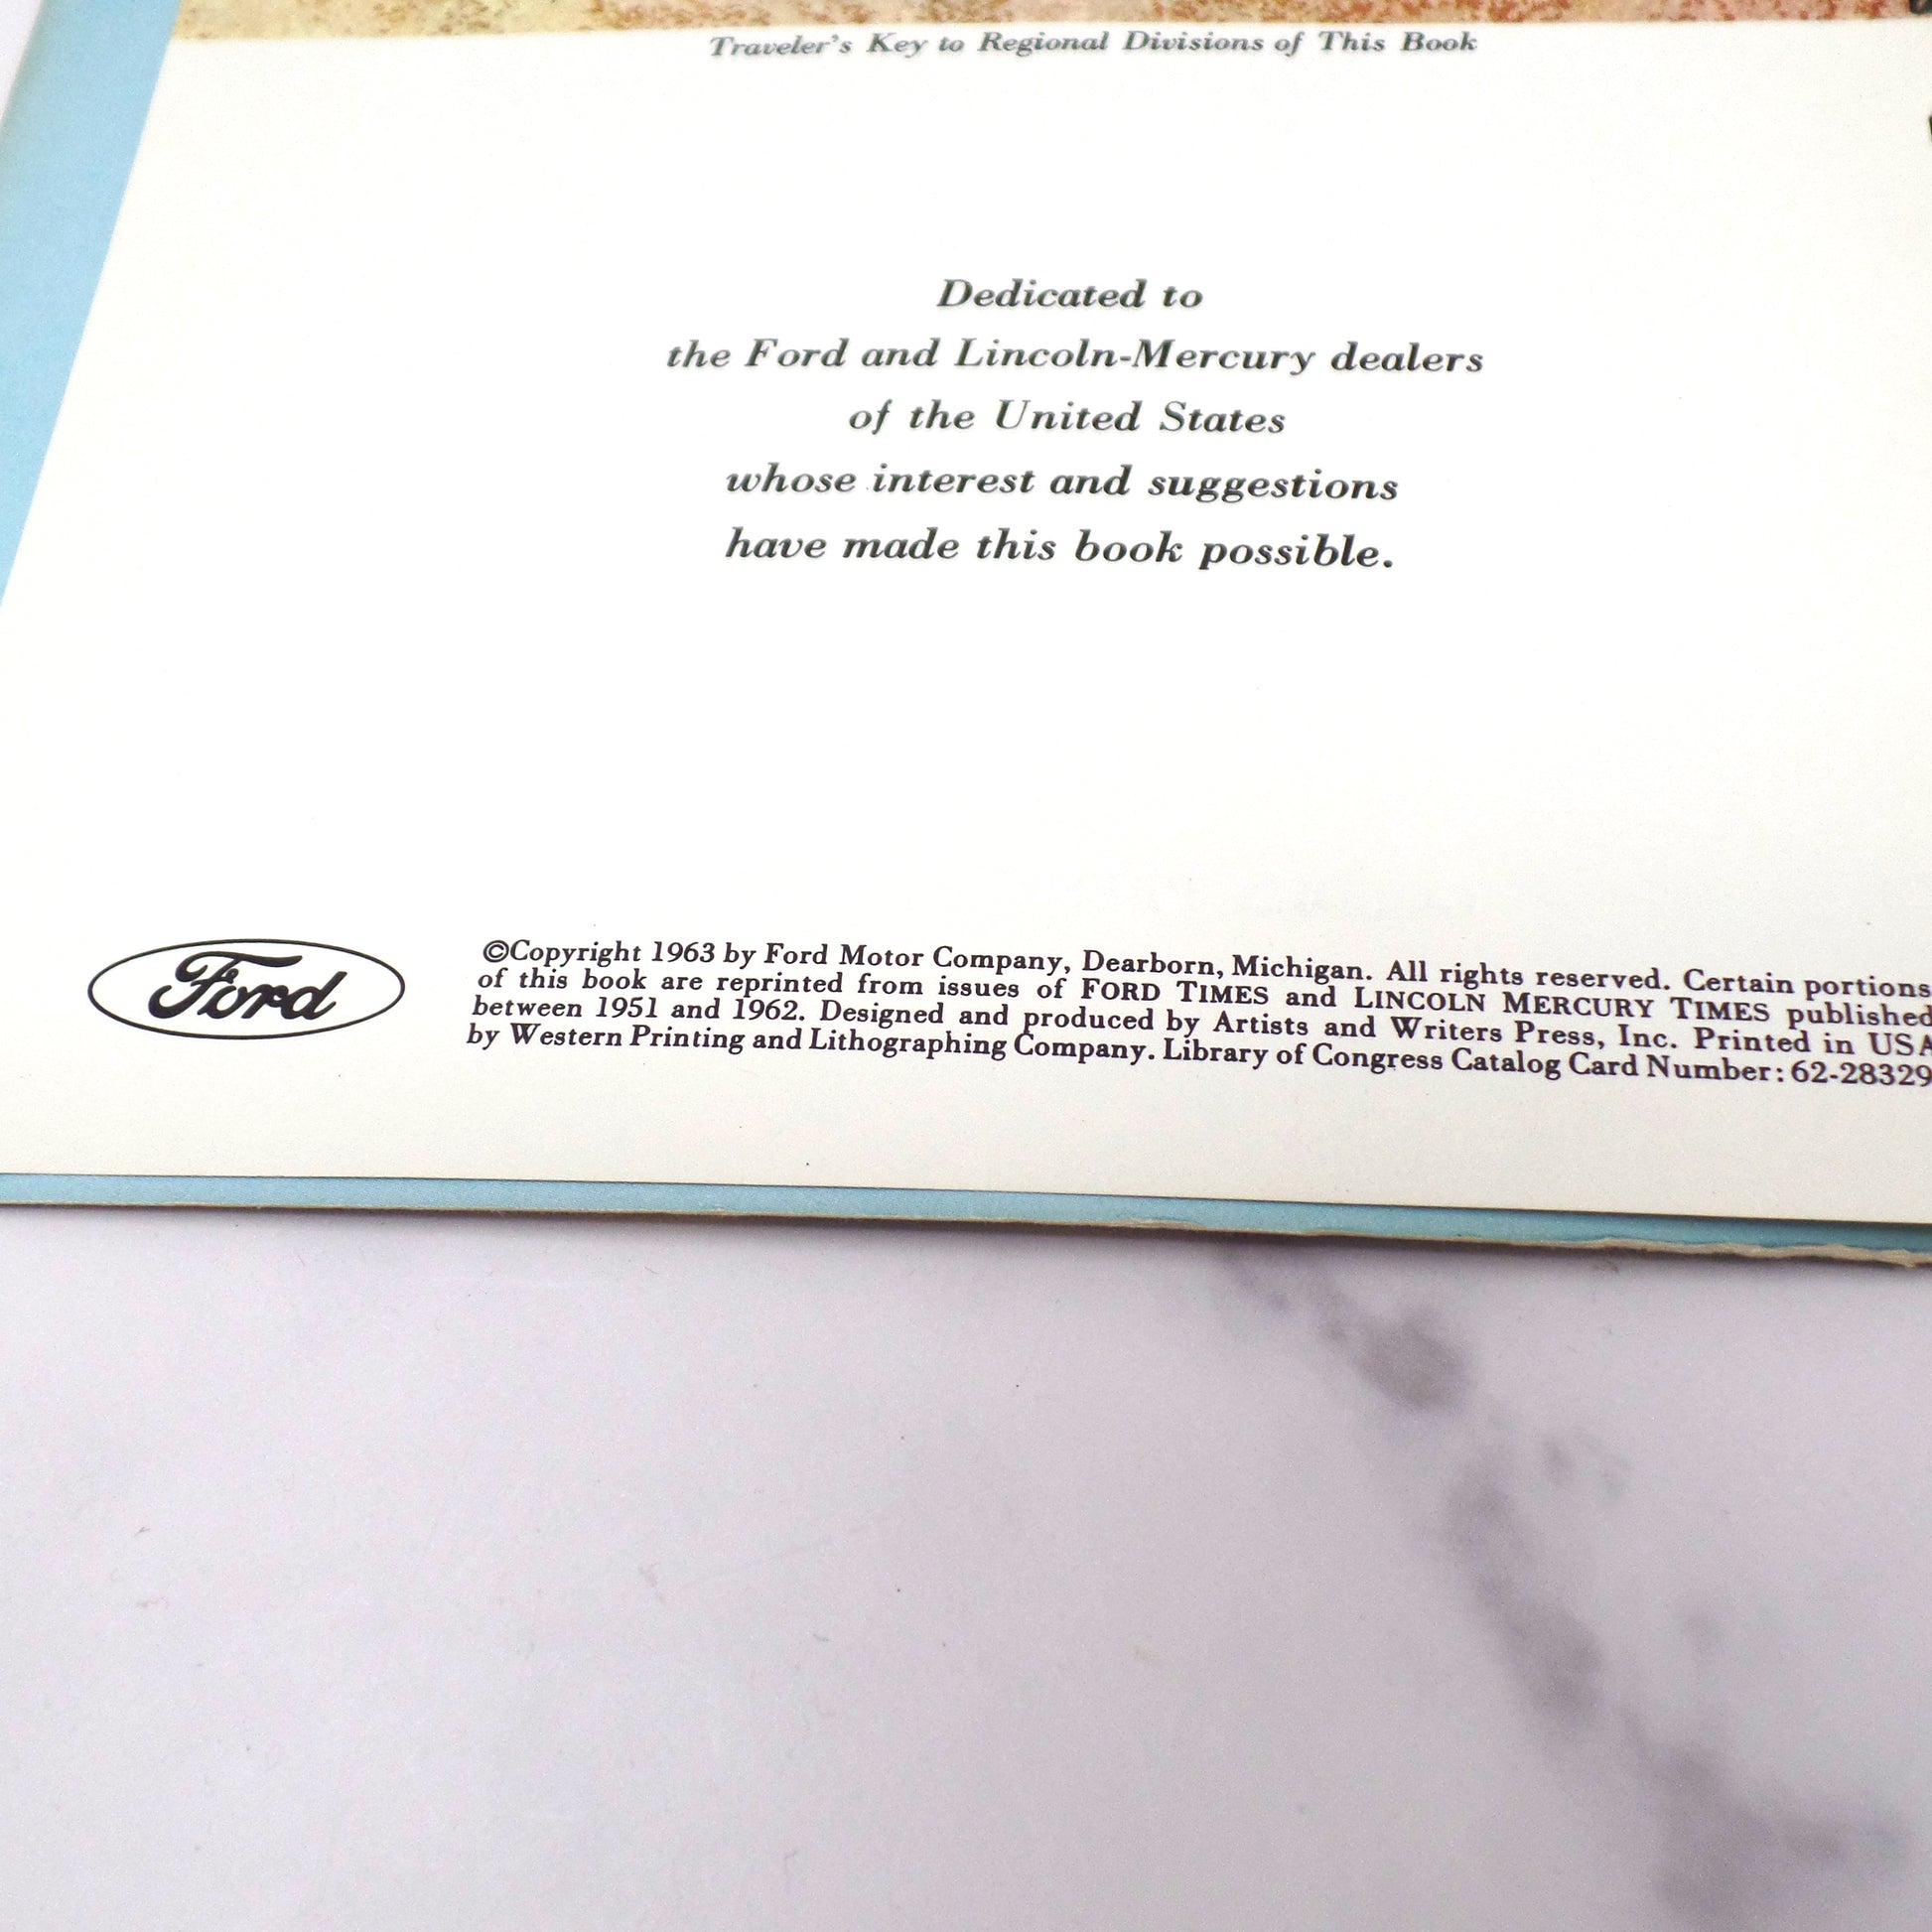 Traveler's Key to Regional Divisions of This Book
Dedicated to
the Ford and Lincoln-Mercury dealers
of the United States
whose interest and suggestions
have made this book possible.
Ford
©Copyright 1963 by Ford Motor Company, Dearborn, Michigan. All rights reserved. Certain portions
of this book are reprinted from issues of FORD TIMES and LINCOLN MERCURY TIMES published
between 1951 and 1962. Designed and produced by Artists and Writers Press, Inc. Printed in USA
by Western Printing and Lithographing Company. Library of Congress Catalog Card Number: 62-28329